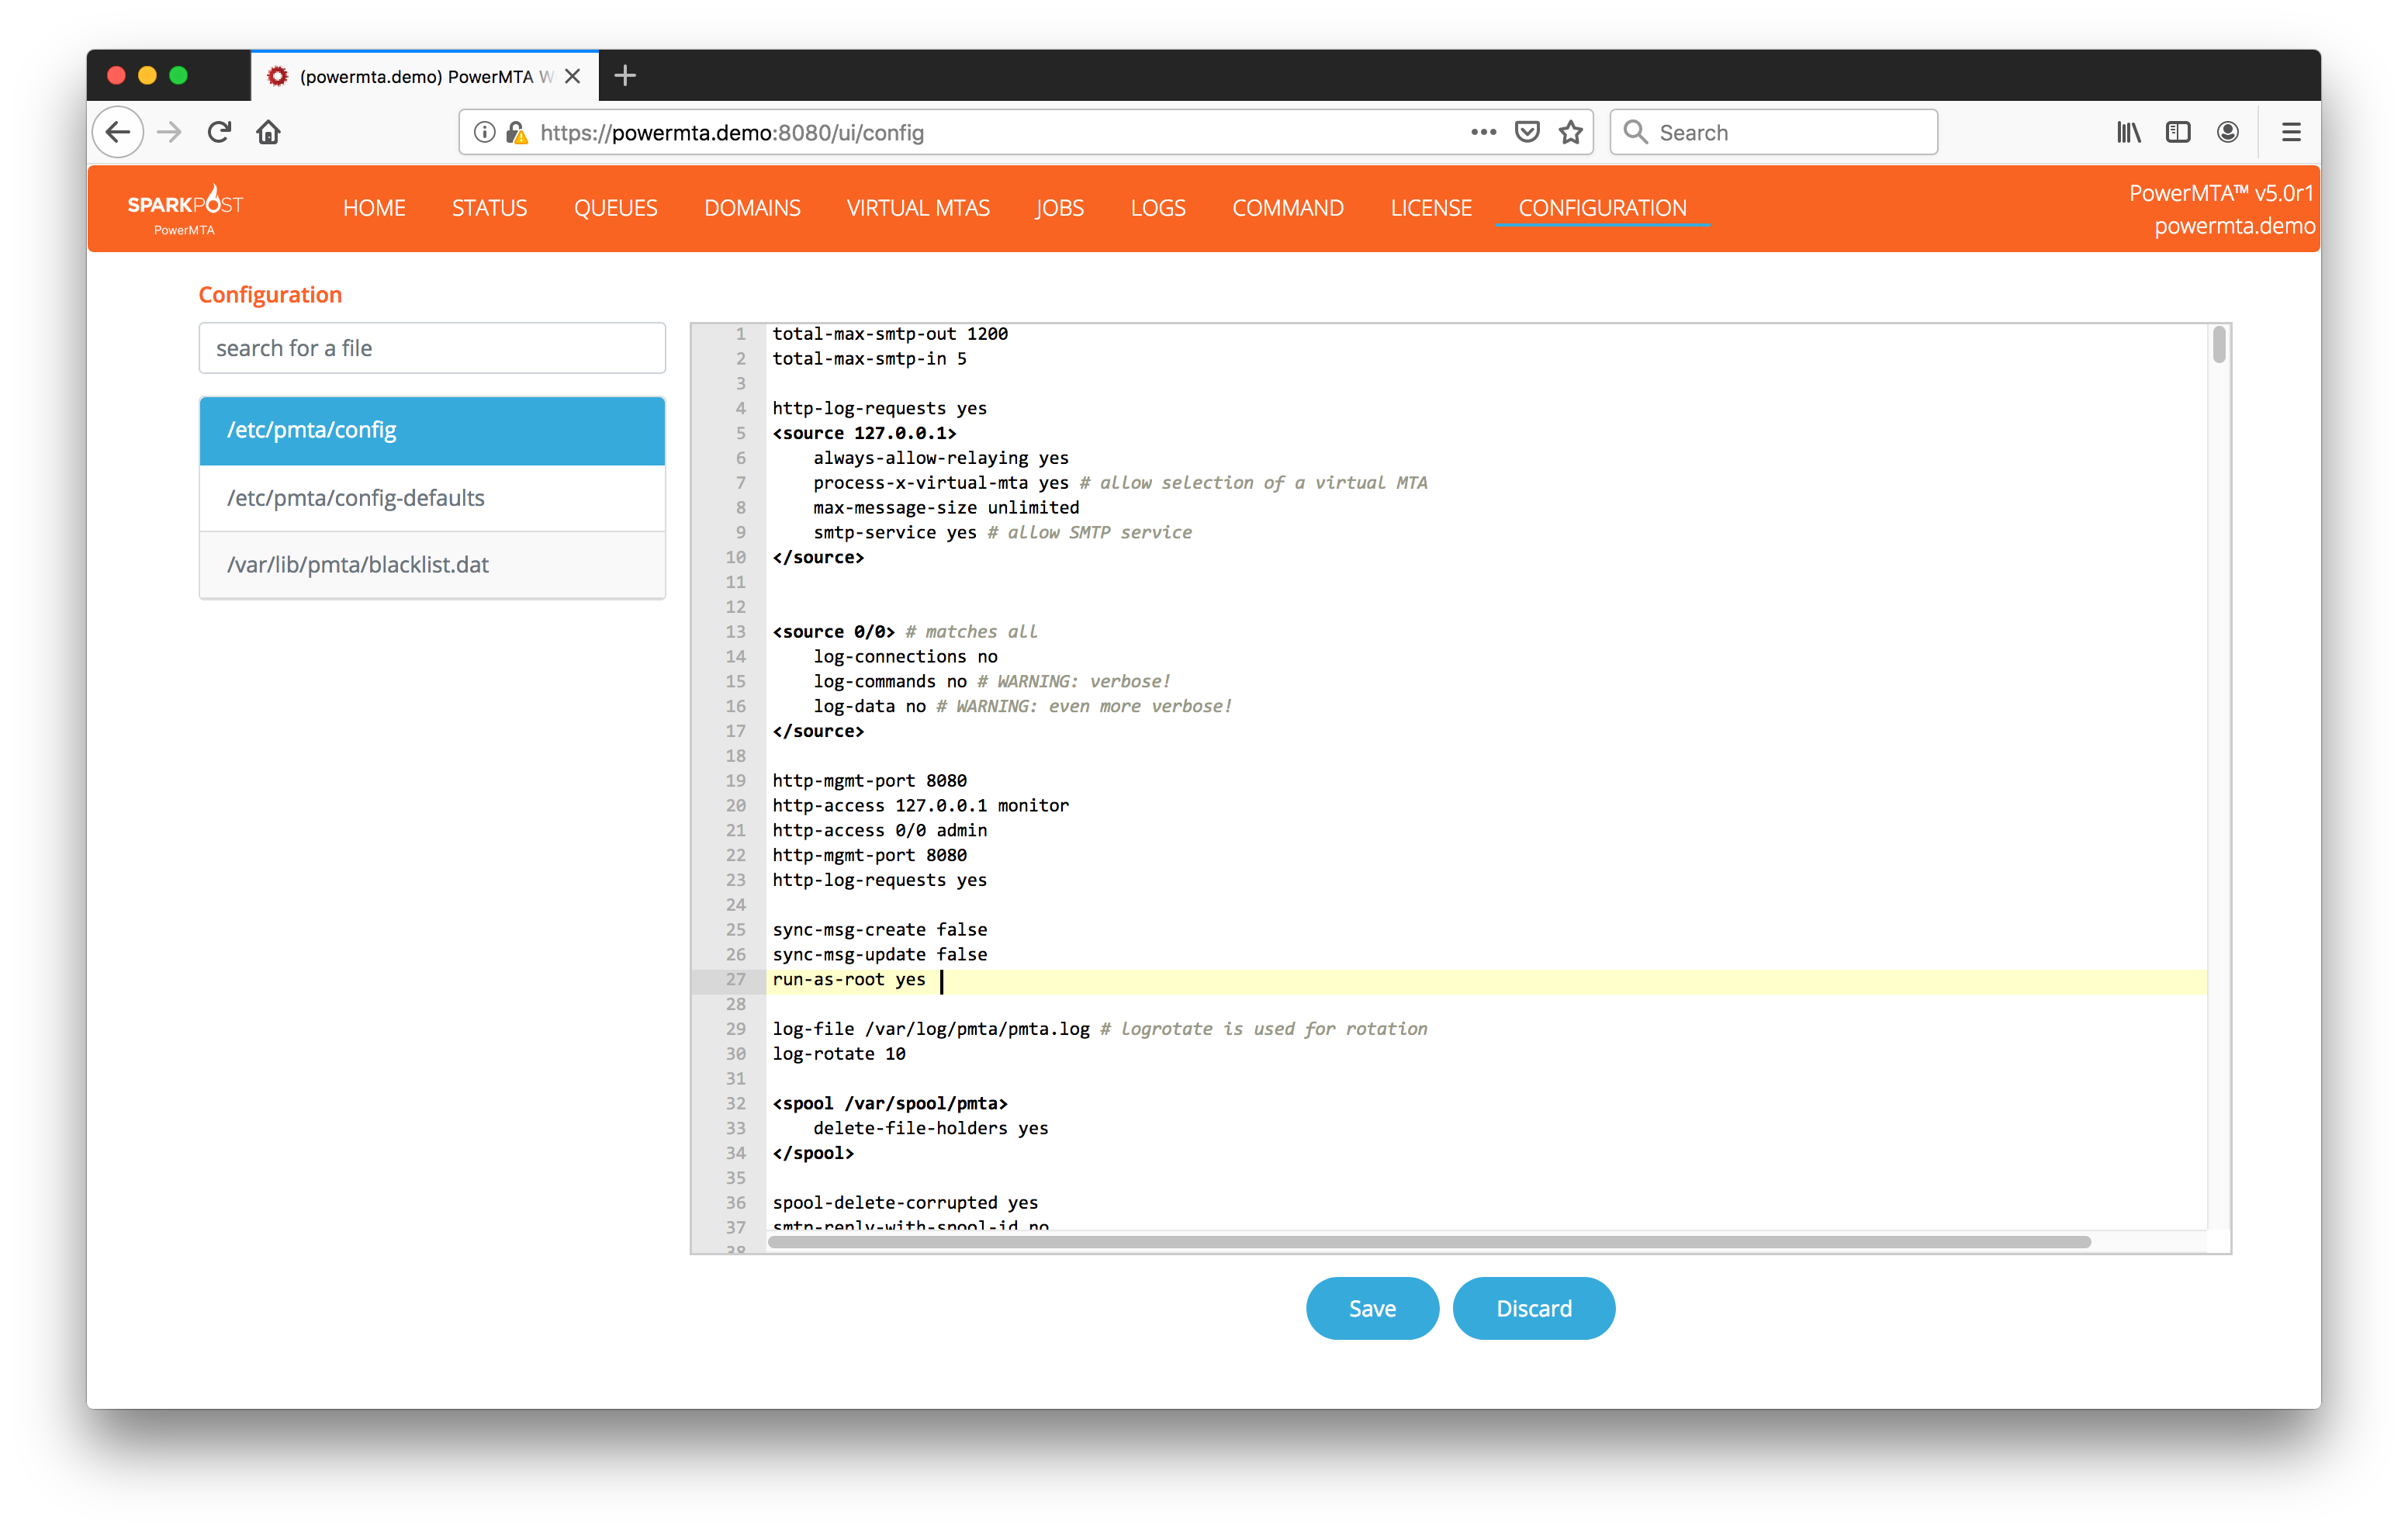 (powermta.demo) PowerMTA W
https://powermta.demo:8080/ui/config
Search
SPARKPOST
PowerMTA
HOME STATUS QUEUES DOMAINS VIRTUAL MTAS JOBS LOGS COMMAND LICENSE CONFIGURATION
PowerMTA™ v5.0r1
powermta.demo
Configuration
search for a file
/etc/pmta/config
/etc/pmta/config-defaults
/var/lib/pmta/blacklist.dat
1 total-max-smtp-out 1200
2 total-max-smtp-in 5
3
4 http-log-requests yes
5 <source 127.0.0.1>
6     always-allow-relaying yes
7     process-x-virtual-mta yes # allow selection of a virtual MTA
8     max-message-size unlimited
9     smtp-service yes # allow SMTP service
10 </source>
11
12
13 <source 0/0> # matches all
14     log-connections no
15     log-commands no # WARNING: verbose!
16     log-data no # WARNING: even more verbose!
17 </source>
18
19 http-mgmt-port 8080
20 http-access 127.0.0.1 monitor
21 http-access 0/0 admin
22 http-mgmt-port 8080
23 http-log-requests yes
24
25 sync-msg-create false
26 sync-msg-update false
27 run-as-root yes
28
29 log-file /var/log/pmta/pmta.log # logrotate is used for rotation
30 log-rotate 10
31
32 <spool /var/spool/pmta>
33     delete-file-holders yes
34 </spool>
35
36 spool-delete-corrupted yes
37 smtp-reply-with-spool-id no
38
Save
Discard